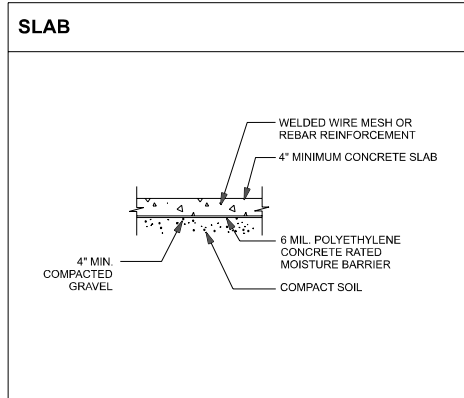 SLAB
WELDED WIRE MESH OR
REBAR REINFORCEMENT
4" MINIMUM CONCRETE SLAB
6 MIL. POLYETHYLENE
CONCRETE RATED
MOISTURE BARRIER
4" MIN.
COMPACTED
GRAVEL
COMPACT SOIL